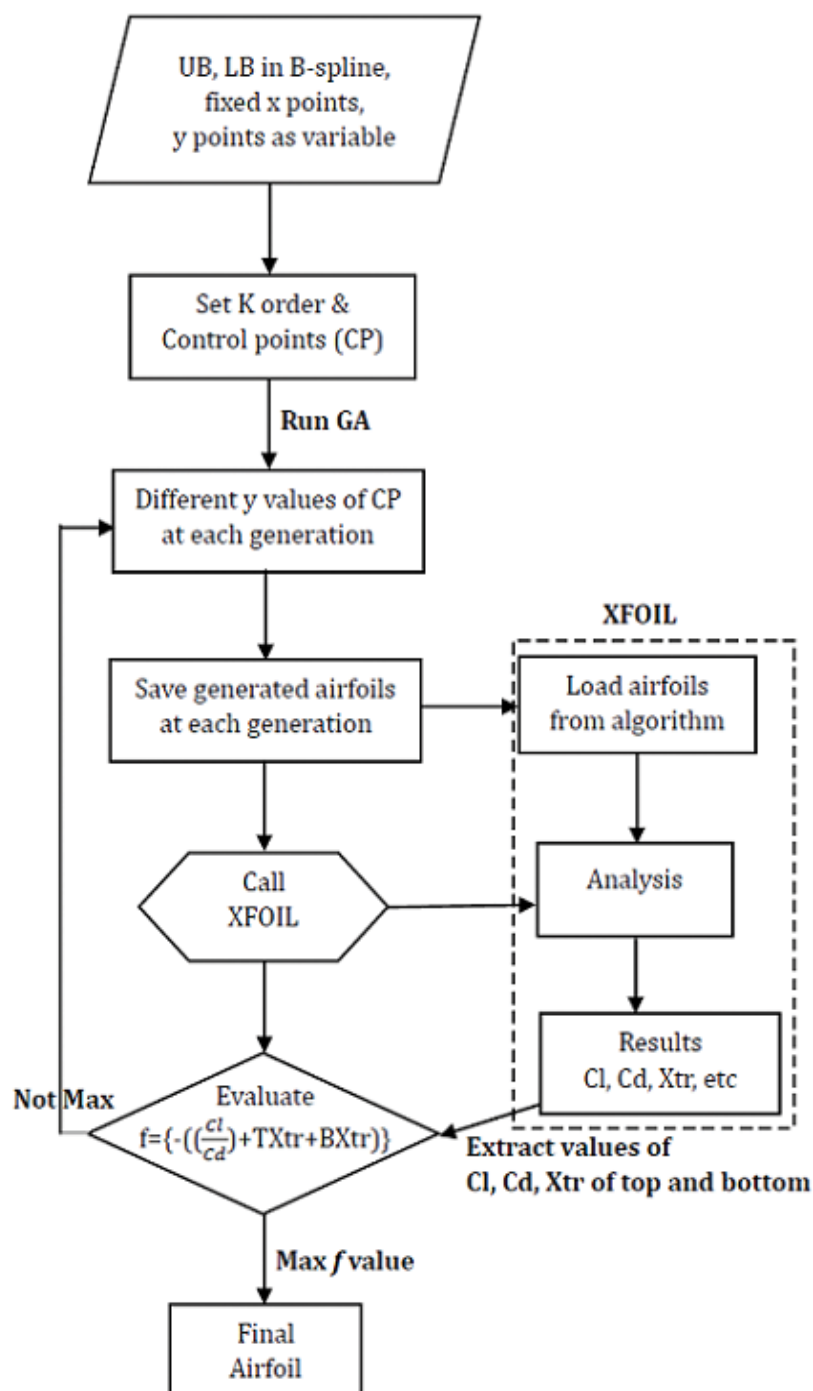 UB, LB in B-spline,
fixed x points,
y points as variable
Set K order &
Control points (CP)
Run GA
Different y values of CP
at each generation
Save generated airfoils
at each generation
XFOIL
Load airfoils
from algorithm
Call
XFOIL
Analysis
Results
Cl, Cd, Xtr, etc
Not Max
Evaluate
f={-((Cl/Cd)+TXtr+BXtr)}
Extract values of
Cl, Cd, Xtr of top and bottom
Max f value
Final
Airfoil